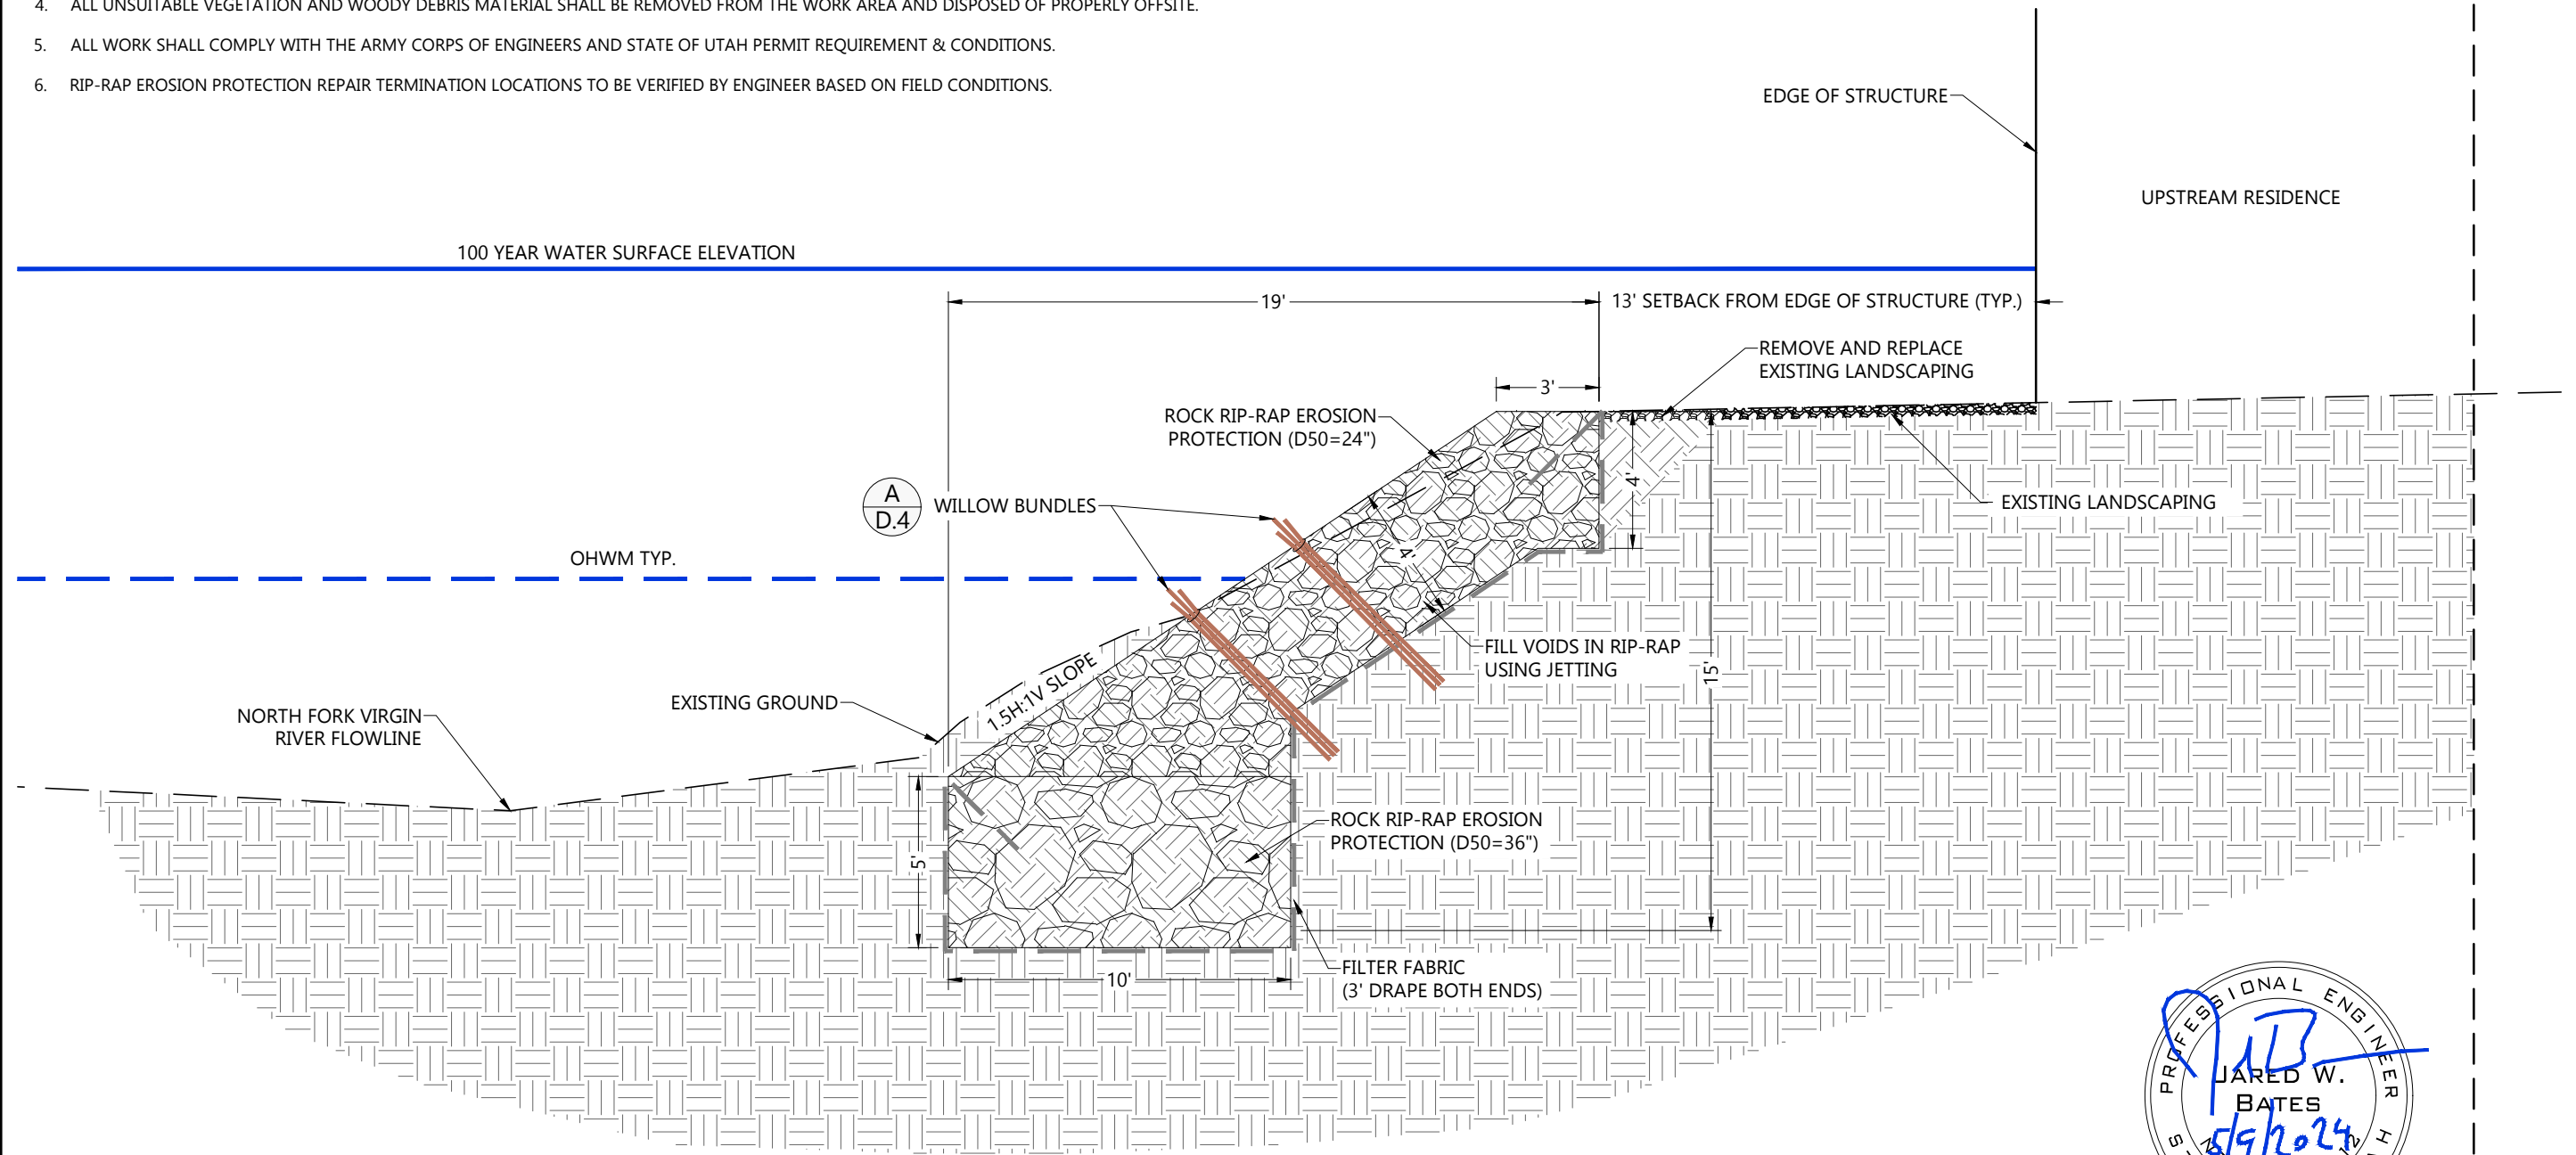 4. ALL UNSUITABLE VEGETATION AND WOODY DEBRIS MATERIAL SHALL BE REMOVED FROM THE WORK AREA AND DISPOSED OF PROPERLY OFFSITE.
5. ALL WORK SHALL COMPLY WITH THE ARMY CORPS OF ENGINEERS AND STATE OF UTAH PERMIT REQUIREMENT & CONDITIONS.
6. RIP-RAP EROSION PROTECTION REPAIR TERMINATION LOCATIONS TO BE VERIFIED BY ENGINEER BASED ON FIELD CONDITIONS.
EDGE OF STRUCTURE
UPSTREAM RESIDENCE
100 YEAR WATER SURFACE ELEVATION
19'
13' SETBACK FROM EDGE OF STRUCTURE (TYP.)
REMOVE AND REPLACE
EXISTING LANDSCAPING
3'
ROCK RIP-RAP EROSION
PROTECTION (D50=24")
4'
A
D.4
WILLOW BUNDLES
EXISTING LANDSCAPING
4'
OHWM TYP.
FILL VOIDS IN RIP-RAP
USING JETTING
15'
1.5H:1V SLOPE
EXISTING GROUND
NORTH FORK VIRGIN
RIVER FLOWLINE
5'
ROCK RIP-RAP EROSION
PROTECTION (D50=36")
10'
FILTER FABRIC
(3' DRAPE BOTH ENDS)
PROFESSIONAL ENGINEER
JARED W.
BATES
5/9/2024